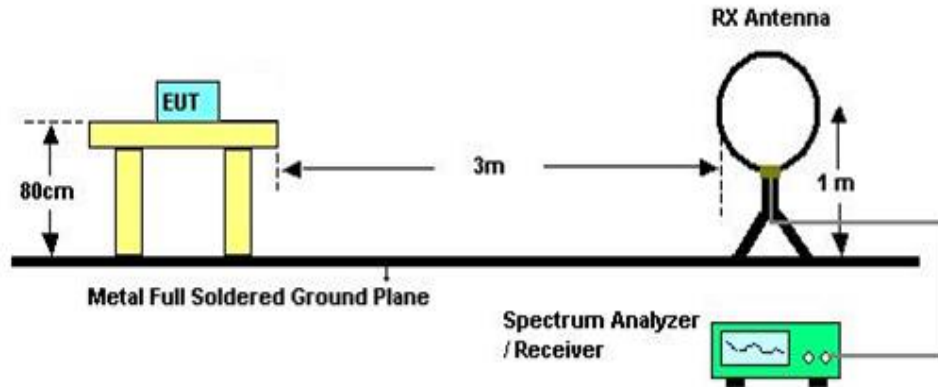 RX Antenna
EUT
80cm
3m
1 m
Metal Full Soldered Ground Plane
Spectrum Analyzer
/ Receiver